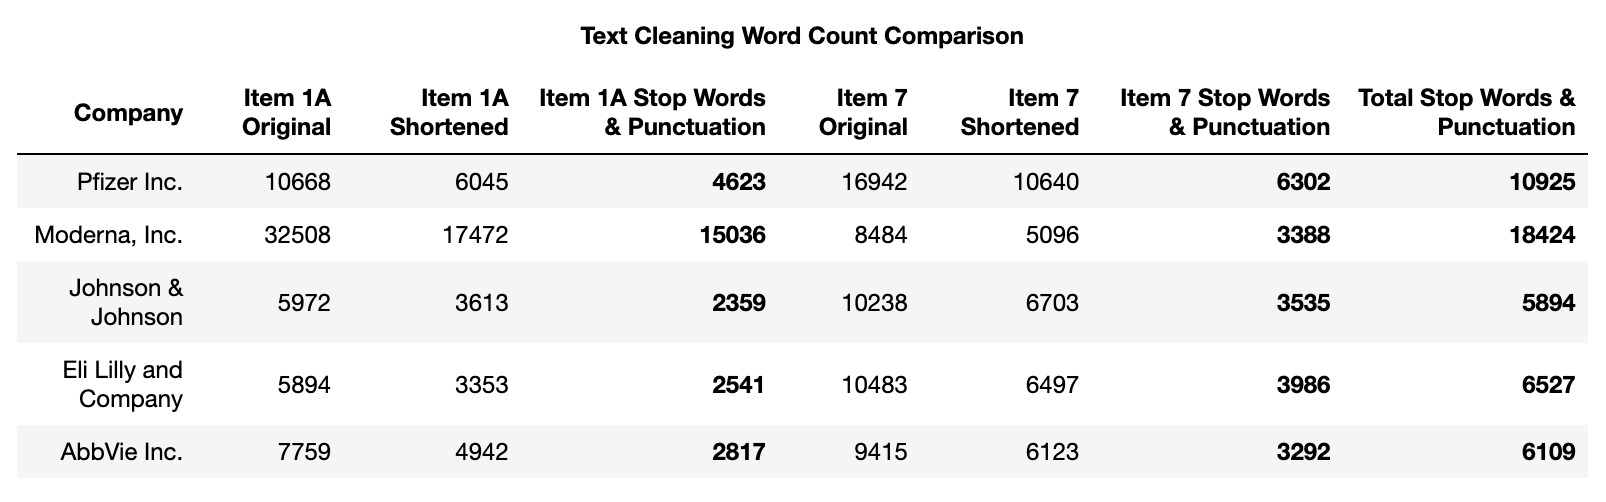 Text Cleaning Word Count Comparison
Company Item 1A Original Item 1A Shortened Item 1A Stop Words & Punctuation Item 7 Original Item 7 Shortened Item 7 Stop Words & Punctuation Total Stop Words & Punctuation
Pfizer Inc. 10668 6045 4623 16942 10640 6302 10925
Moderna, Inc. 32508 17472 15036 8484 5096 3388 18424
Johnson & Johnson 5972 3613 2359 10238 6703 3535 5894
Eli Lilly and Company 5894 3353 2541 10483 6497 3986 6527
AbbVie Inc. 7759 4942 2817 9415 6123 3292 6109